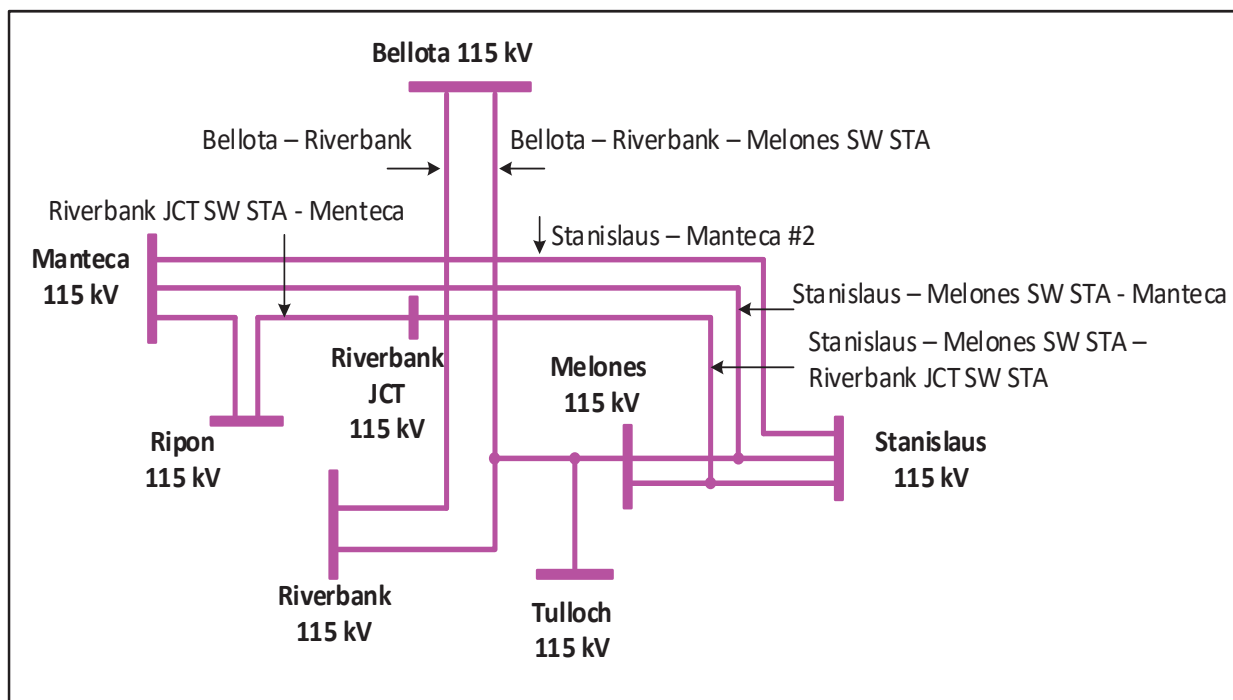 Bellota 115 kV
Bellota – Riverbank
Bellota – Riverbank – Melones SW STA
Riverbank JCT SW STA - Menteca
Stanislaus – Manteca #2
Manteca
115 kV
Stanislaus – Melones SW STA - Manteca
Stanislaus – Melones SW STA –
Riverbank JCT SW STA
Riverbank
JCT
115 kV
Melones
115 kV
Ripon
115 kV
Stanislaus
115 kV
Riverbank
115 kV
Tulloch
115 kV